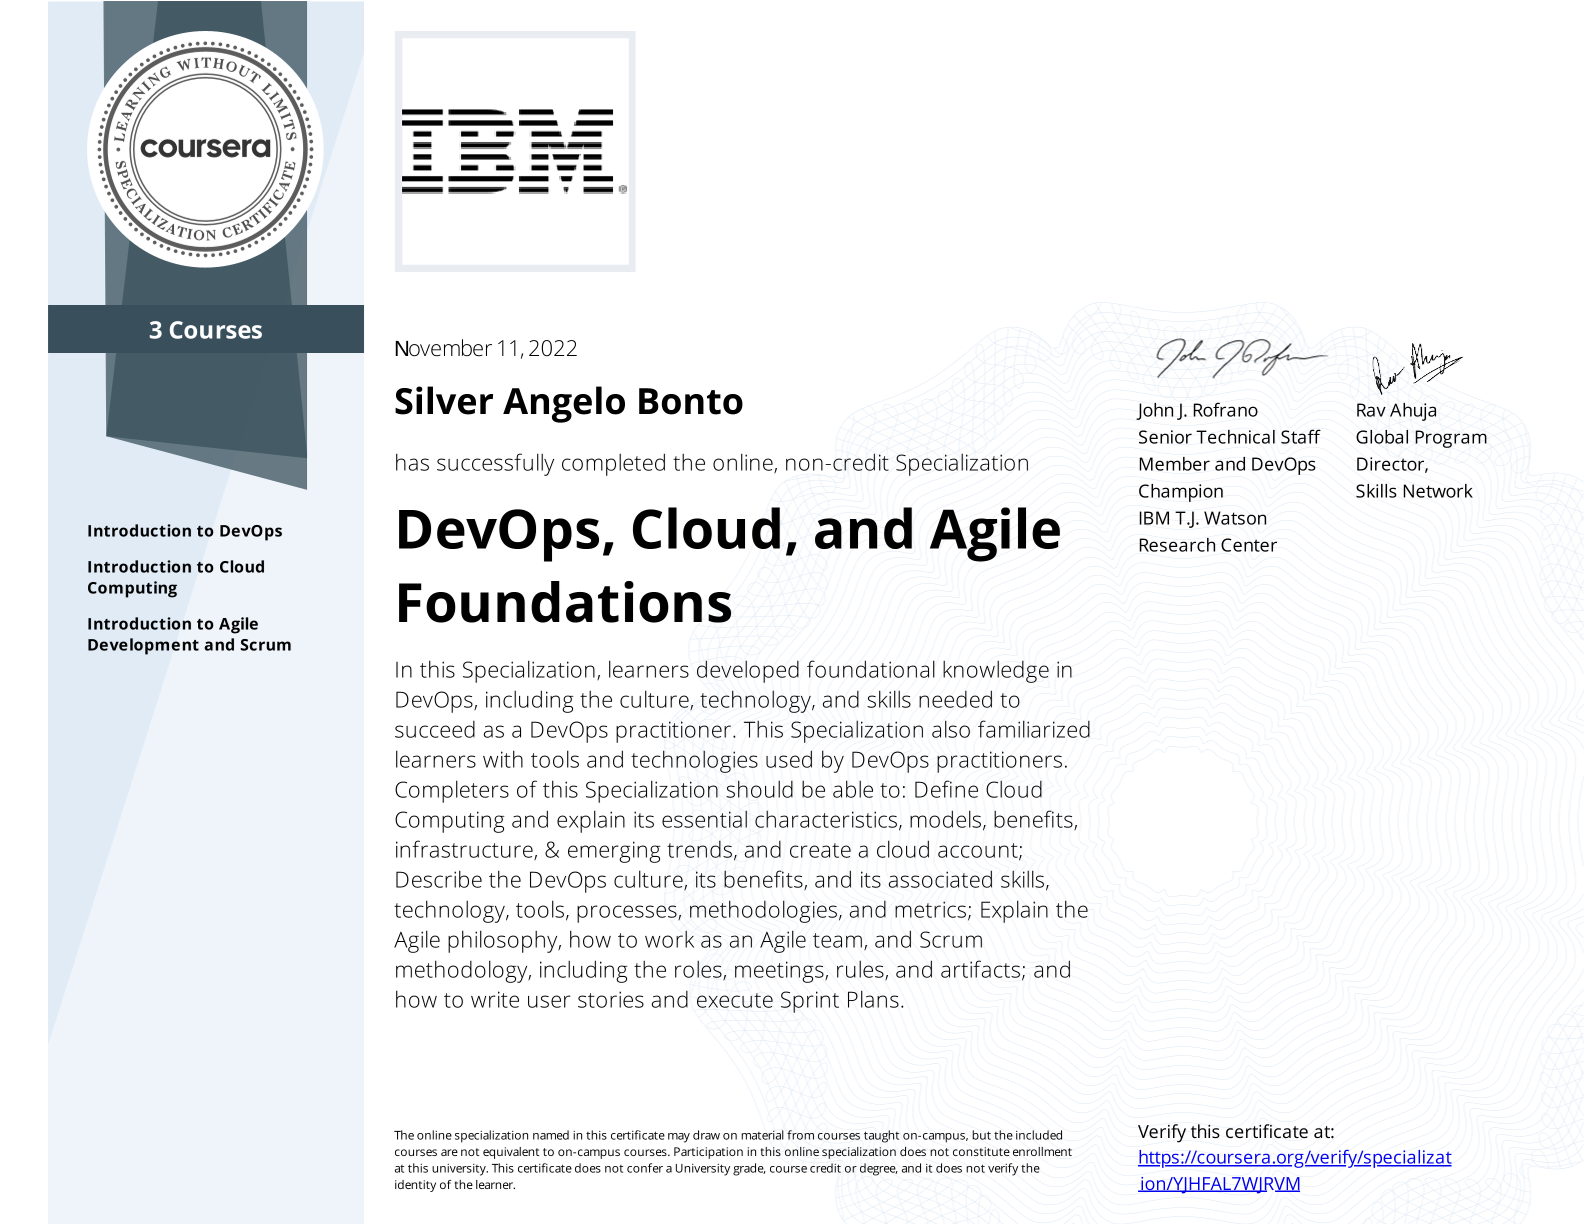 LEARNING WITHOUT LIMITS
coursera
SPECIALIZATION CERTIFICATE
3 Courses
Introduction to DevOps
Introduction to Cloud
Computing
Introduction to Agile
Development and Scrum
IBM®
November 11, 2022
Silver Angelo Bonto
has successfully completed the online, non-credit Specialization
DevOps, Cloud, and Agile
Foundations
In this Specialization, learners developed foundational knowledge in
DevOps, including the culture, technology, and skills needed to
succeed as a DevOps practitioner. This Specialization also familiarized
learners with tools and technologies used by DevOps practitioners.
Completers of this Specialization should be able to: Define Cloud
Computing and explain its essential characteristics, models, benefits,
infrastructure, & emerging trends, and create a cloud account;
Describe the DevOps culture, its benefits, and its associated skills,
technology, tools, processes, methodologies, and metrics; Explain the
Agile philosophy, how to work as an Agile team, and Scrum
methodology, including the roles, meetings, rules, and artifacts; and
how to write user stories and execute Sprint Plans.
John J Rofrano
John J. Rofrano
Senior Technical Staff
Member and DevOps
Champion
IBM T.J. Watson
Research Center
Rav Ahuja
Rav Ahuja
Global Program
Director,
Skills Network
The online specialization named in this certificate may draw on material from courses taught on-campus, but the included
courses are not equivalent to on-campus courses. Participation in this online specialization does not constitute enrollment
at this university. This certificate does not confer a University grade, course credit or degree, and it does not verify the
identity of the learner.
Verify this certificate at:
https://coursera.org/verify/specializat
ion/YJHFAL7WJRVM